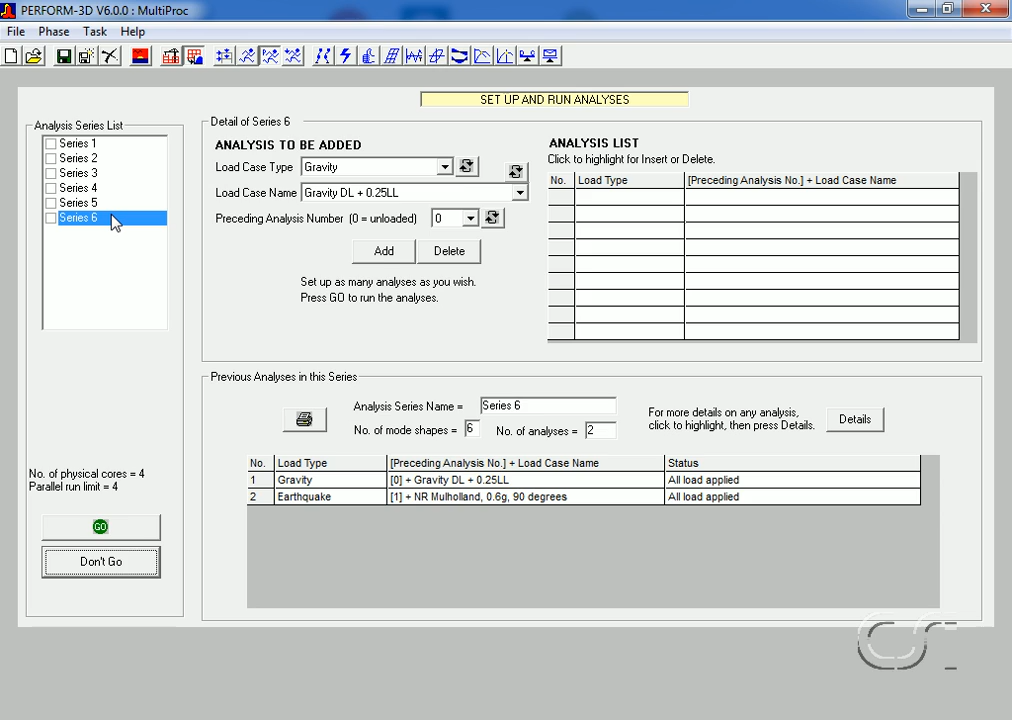 PERFORM-3D V6.0.0 : MultiProc
File Phase Task Help
SET UP AND RUN ANALYSES
Analysis Series List
Series 1
Series 2
Series 3
Series 4
Series 5
Series 6
No. of physical cores = 4
Parallel run limit = 4
GO
Don't Go
Detail of Series 6
ANALYSIS TO BE ADDED
Load Case Type Gravity
Load Case Name Gravity DL + 0.25LL
Preceding Analysis Number (0 = unloaded) 0
Add Delete
Set up as many analyses as you wish.
Press GO to run the analyses.
ANALYSIS LIST
Click to highlight for Insert or Delete.
No. Load Type [Preceding Analysis No.] + Load Case Name
Previous Analyses in this Series
Analysis Series Name = Series 6
No. of mode shapes = 6 No. of analyses = 2
For more details on any analysis,
click to highlight, then press Details.
Details
No. Load Type [Preceding Analysis No.] + Load Case Name Status
1 Gravity [0] + Gravity DL + 0.25LL All load applied
2 Earthquake [1] + NR Mulholland, 0.6g, 90 degrees All load applied
CSi